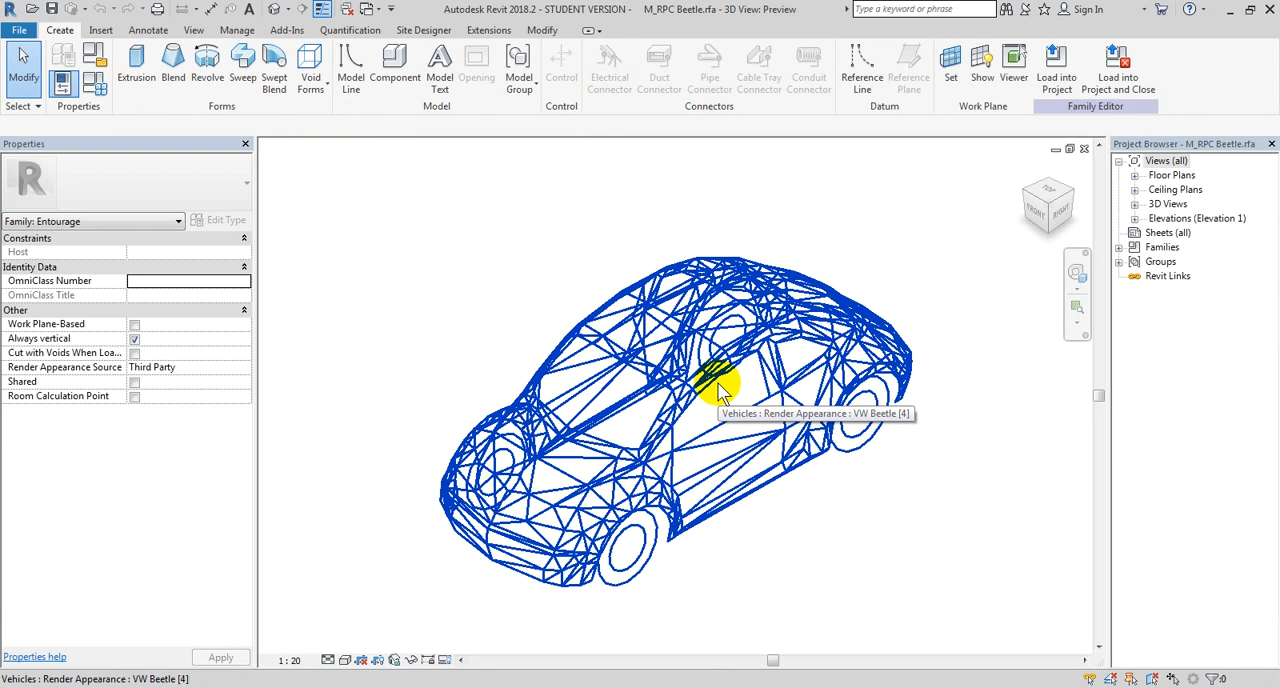 Autodesk Revit 2018.2 - STUDENT VERSION - M_RPC Beetle.rfa - 3D View: Preview
Type a keyword or phrase
Sign In
File Create Insert Annotate View Manage Add-Ins Quantification Site Designer Extensions Modify
Modify
Extrusion Blend Revolve Sweep Swept Blend Void Forms
Model Line Component Model Text Opening Model Group
Control
Electrical Connector Duct Connector Pipe Connector Cable Tray Connector Conduit Connector
Reference Line Reference Plane
Set Show Viewer
Load into Project Load into Project and Close
Select Properties Forms Model Control Connectors Datum Work Plane Family Editor
Properties
R
Family: Entourage
Edit Type
Constraints
Host
Identity Data
OmniClass Number
OmniClass Title
Other
Work Plane-Based
Always vertical
Cut with Voids When Loa...
Render Appearance Source Third Party
Shared
Room Calculation Point
Properties help
Apply
TOP
FRONT
RIGHT
Vehicles : Render Appearance : VW Beetle [4]
1 : 20
Project Browser - M_RPC Beetle.rfa
Views (all)
Floor Plans
Ceiling Plans
3D Views
Elevations (Elevation 1)
Sheets (all)
Families
Groups
Revit Links
Vehicles : Render Appearance : VW Beetle [4]
:0